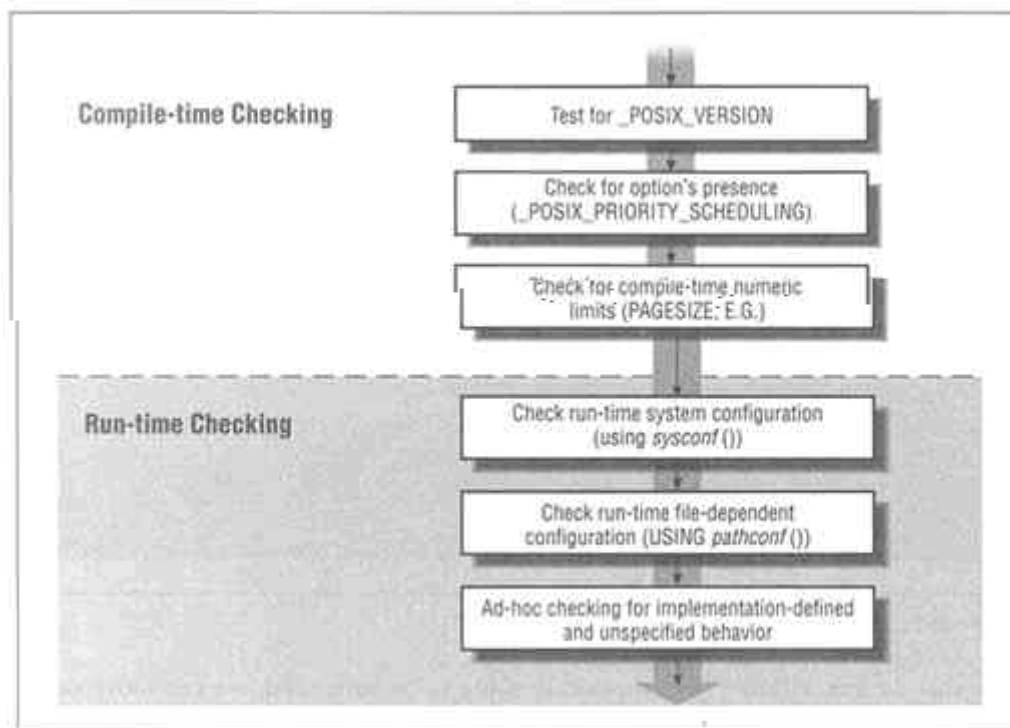 Compile-time Checking
Test for _POSIX_VERSION
Check for option's presence
(_POSIX_PRIORITY_SCHEDULING)
Check for compile-time numeric
limits (PAGESIZE, E.G.)
Run-time Checking
Check run-time system configuration
(using sysconf ())
Check run-time file-dependent
configuration (USING pathconf ())
Ad-hoc checking for implementation-defined
and unspecified behavior